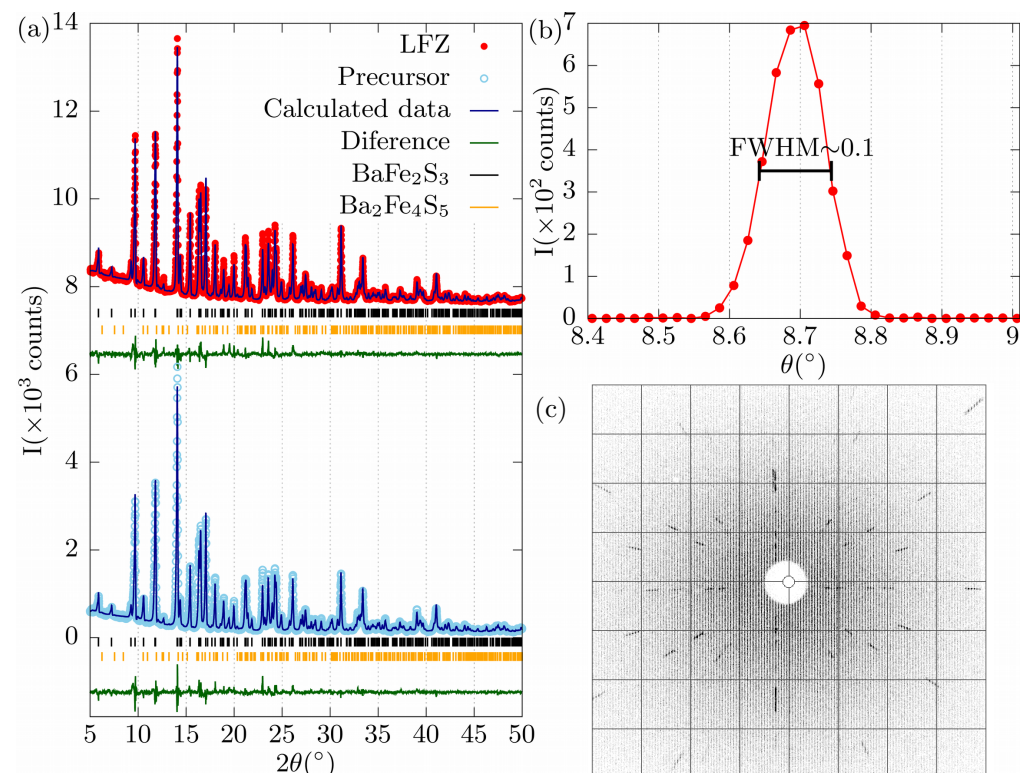 (a)
14
12
10
8
6
4
2
0
I(×10³ counts)
LFZ
Precursor
Calculated data
Diference
BaFe₂S₃
Ba₂Fe₄S₅
5 10 15 20 25 30 35 40 45 50
2θ(°)
(b)
7
6
5
4
3
2
1
0
I(×10² counts)
FWHM~0.1
8.4 8.5 8.6 8.7 8.8 8.9 9
θ(°)
(c)